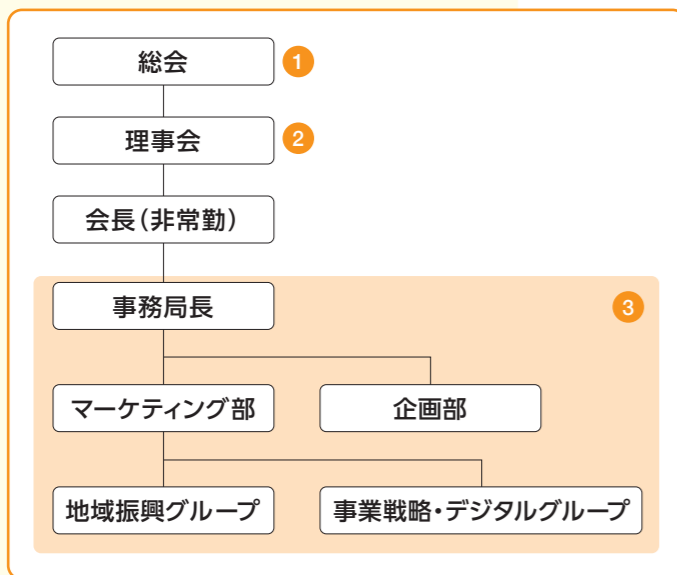 総会 1
理事会 2
会長(非常勤)
事務局長 3
マーケティング部 企画部
地域振興グループ 事業戦略・デジタルグループ